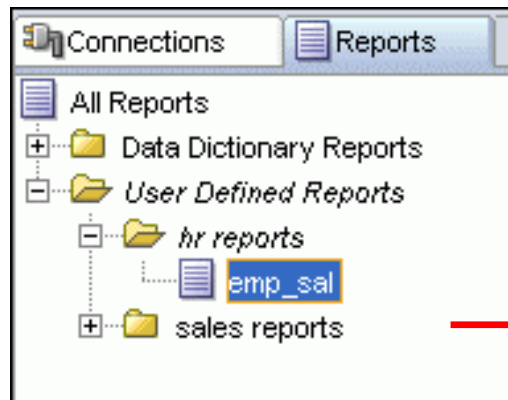 Connections Reports
All Reports
Data Dictionary Reports
User Defined Reports
hr reports
emp_sal
sales reports